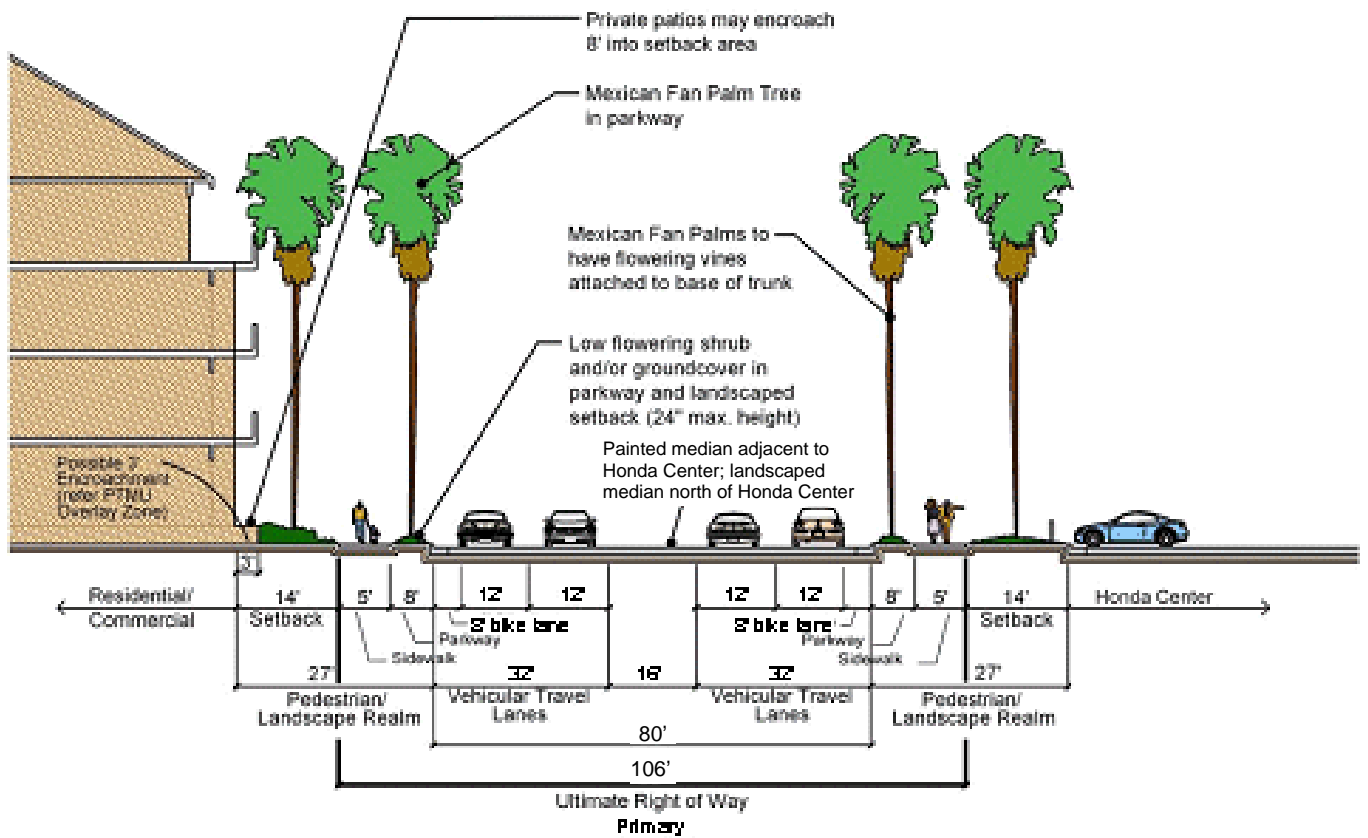 Private patios may encroach
8' into setback area
Mexican Fan Palm Tree
in parkway
Mexican Fan Palms to
have flowering vines
attached to base of trunk
Low flowering shrub
and/or groundcover in
parkway and landscaped
setback (24" max. height)
Painted median adjacent to
Honda Center; landscaped
median north of Honda Center
Possible 3'
Encroachment
(refer PTMU
Overlay Zone)
3'
Residential/
Commercial
14'
Setback
5'
8'
12'
12'
12'
12'
8'
5'
14'
Setback
Honda Center
8' bike lane
8' bike lane
Parkway
Sidewalk
Parkway
Sidewalk
27'
32'
16'
32'
27'
Pedestrian/
Landscape Realm
Vehicular Travel
Lanes
Vehicular Travel
Lanes
Pedestrian/
Landscape Realm
80'
106'
Ultimate Right of Way
Primary